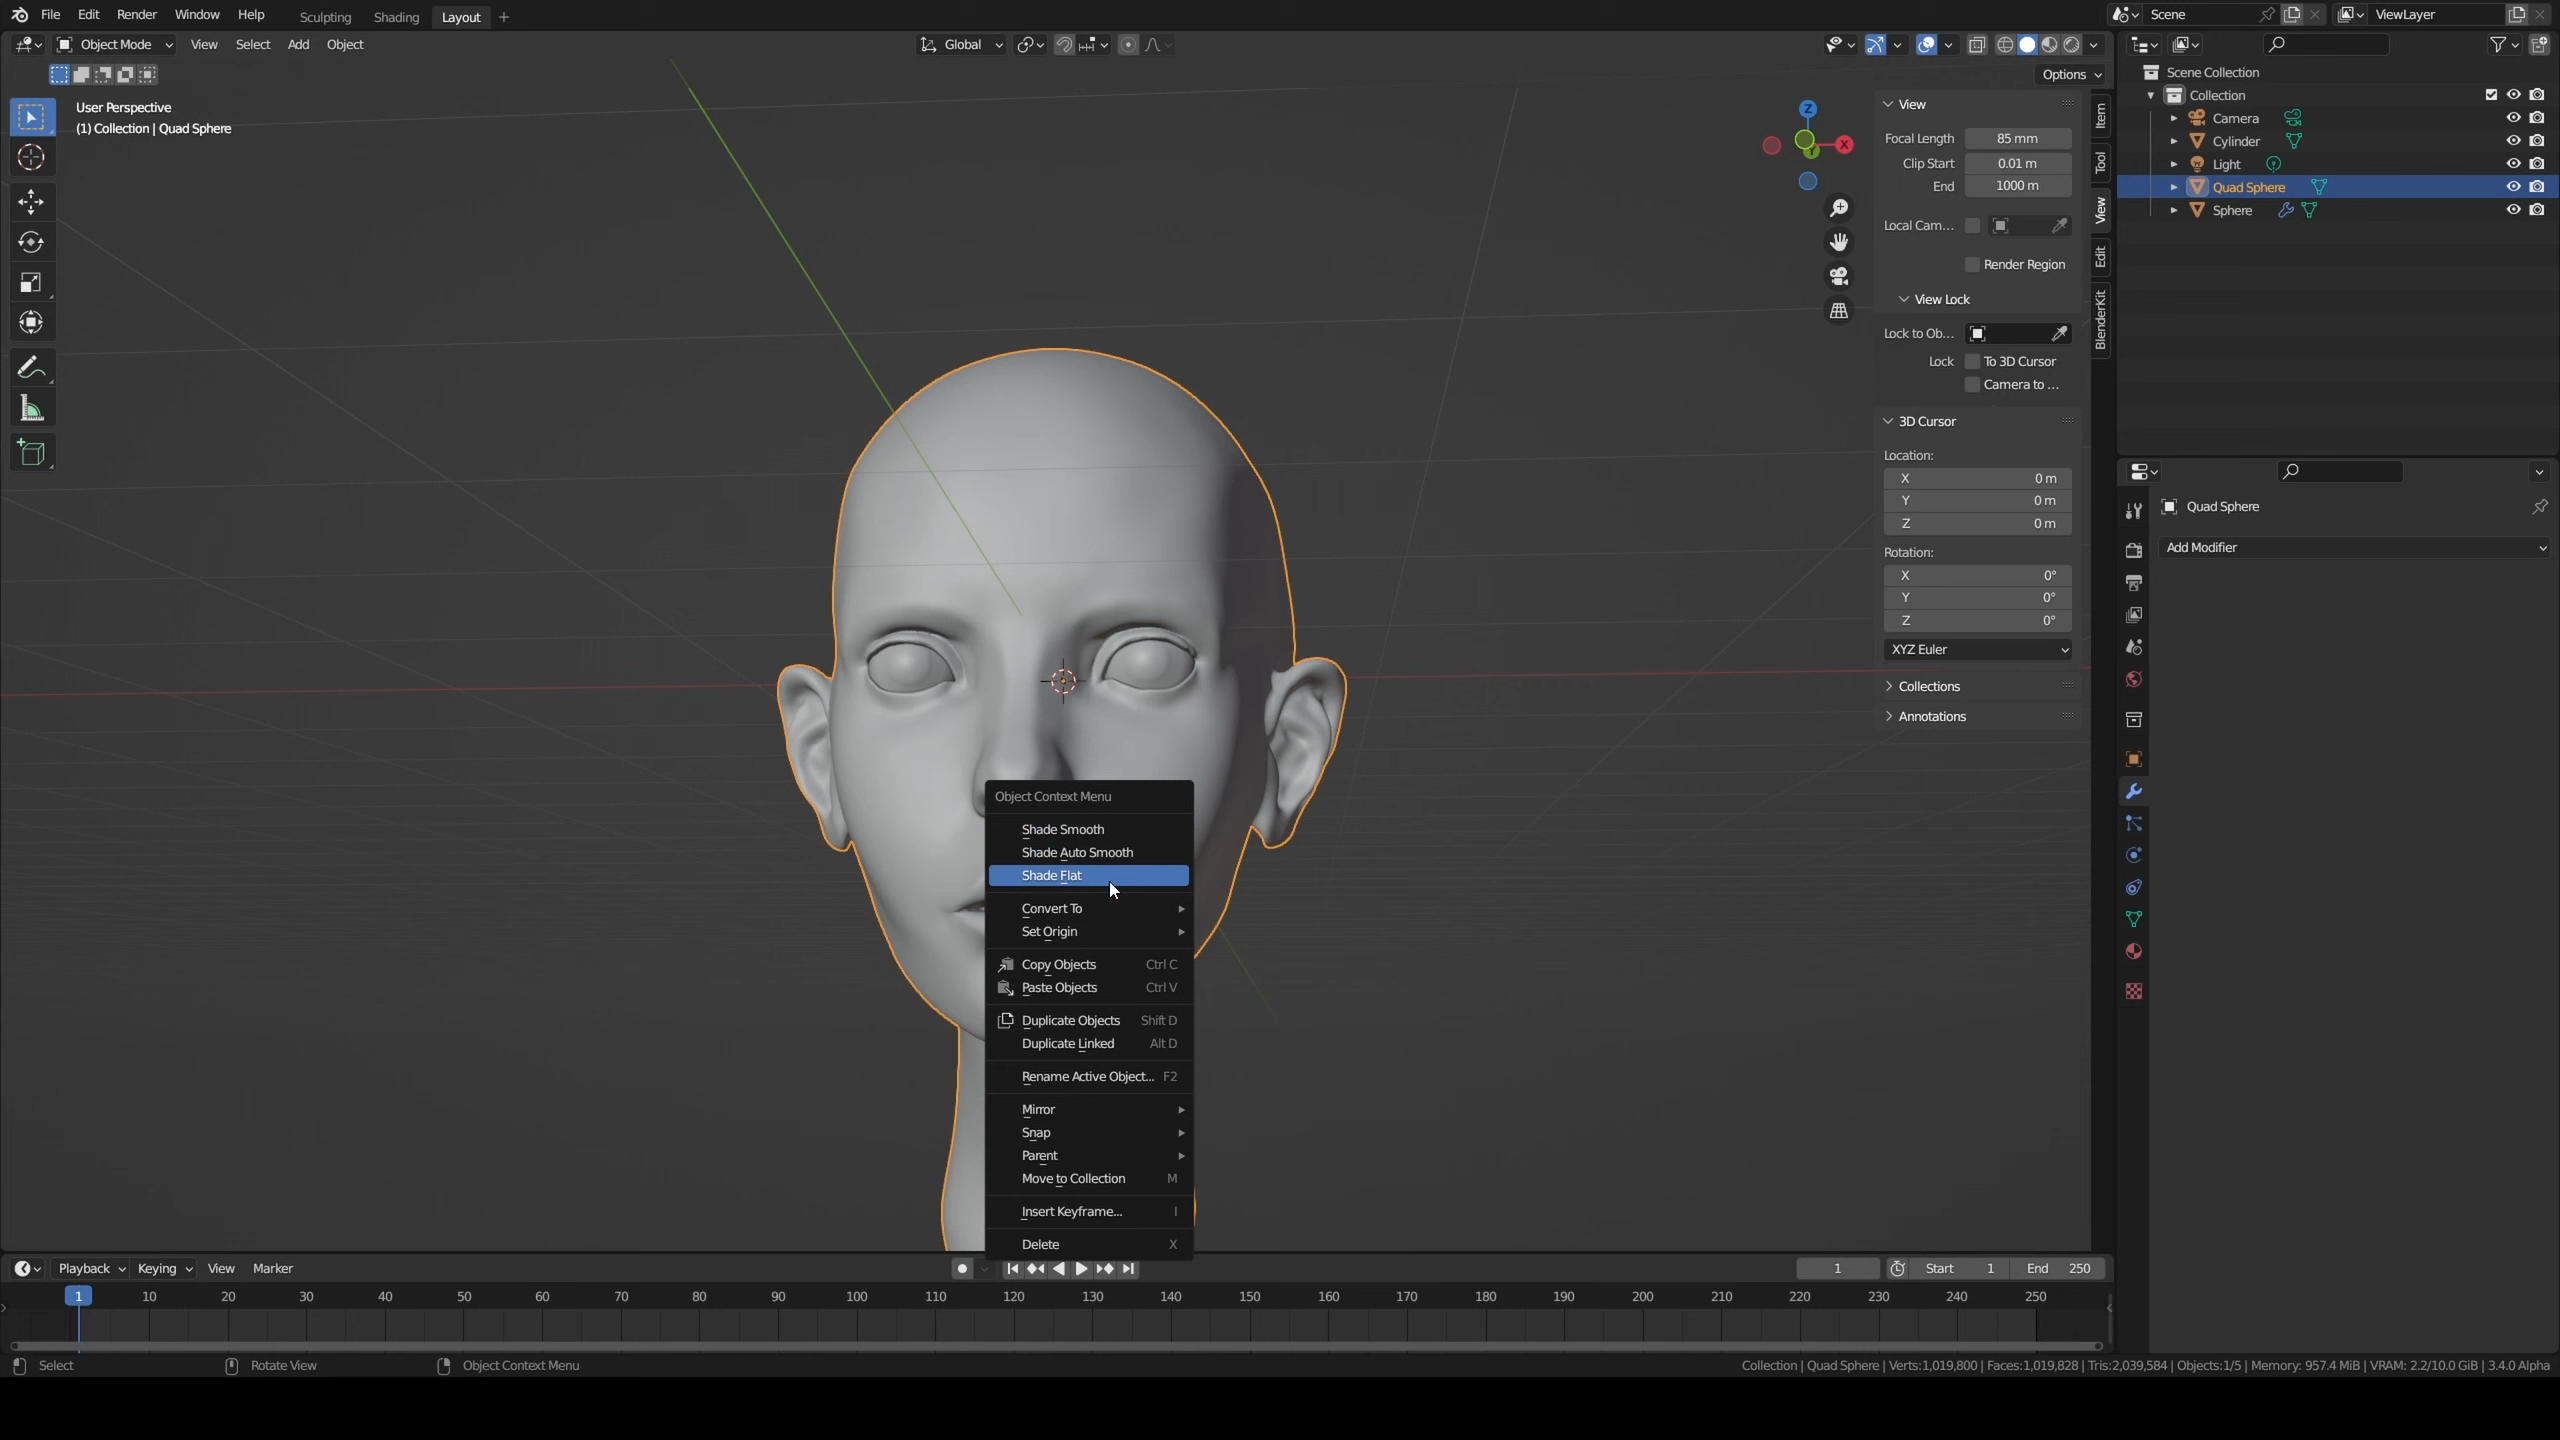 File Edit Render Window Help Sculpting Shading Layout + Scene ViewLayer
Object Mode View Select Add Object Global
Options
User Perspective
(1) Collection | Quad Sphere
Z
Y
X
View
Focal Length 85 mm
Clip Start 0.01 m
End 1000 m
Local Cam...
Render Region
View Lock
Lock to Ob...
Lock To 3D Cursor
Camera to ...
3D Cursor
Location:
X 0 m
Y 0 m
Z 0 m
Rotation:
X 0°
Y 0°
Z 0°
XYZ Euler
Collections
Annotations
Item
Tool
View
Edit
BlenderKit
Scene Collection
Collection
Camera
Cylinder
Light
Quad Sphere
Sphere
Quad Sphere
Add Modifier
Object Context Menu
Shade Smooth
Shade Auto Smooth
Shade Flat
Convert To
Set Origin
Copy Objects Ctrl C
Paste Objects Ctrl V
Duplicate Objects Shift D
Duplicate Linked Alt D
Rename Active Object... F2
Mirror
Snap
Parent
Move to Collection M
Insert Keyframe... I
Delete X
Playback Keying View Marker 1 Start 1 End 250
1 10 20 30 40 50 60 70 80 90 100 110 120 130 140 150 160 170 180 190 200 210 220 230 240 250
Select Rotate View Object Context Menu Collection | Quad Sphere | Verts:1,019,800 | Faces:1,019,828 | Tris:2,039,584 | Objects:1/5 | Memory: 957.4 MiB | VRAM: 2.2/10.0 GiB | 3.4.0 Alpha